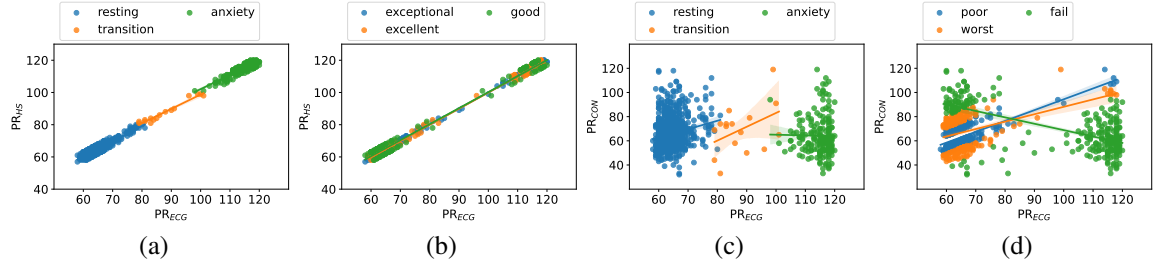 resting anxiety
transition
120
100
80
60
40
PR_HS
60 70 80 90 100 110 120
PR_ECG
(a)
exceptional good
excellent
120
100
80
60
40
PR_HS
60 70 80 90 100 110 120
PR_ECG
(b)
resting anxiety
transition
120
100
80
60
40
PR_CON
60 70 80 90 100 110 120
PR_ECG
(c)
poor fail
worst
120
100
80
60
40
PR_CON
60 70 80 90 100 110 120
PR_ECG
(d)